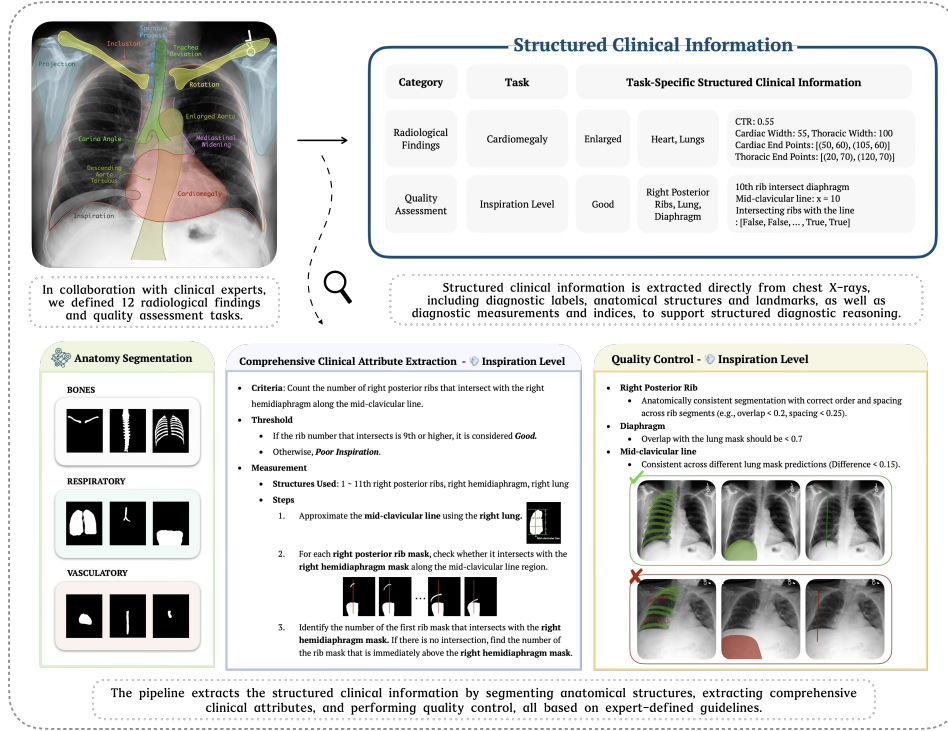 Spinous
Process
Inclusion
Trachea
Deviation
Projection
Rotation
Enlarged Aorta
Carina Angle
Mediastinal
Widening
Descending
Aorta
Tortuous
Cardiomegaly
Inspiration
In collaboration with clinical experts,
we defined 12 radiological findings
and quality assessment tasks.
Structured Clinical Information
Category
Task
Task-Specific Structured Clinical Information
Radiological
Findings
Cardiomegaly
Enlarged
Heart, Lungs
CTR: 0.55
Cardiac Width: 55, Thoracic Width: 100
Cardiac End Points: [(50, 60), (105, 60)]
Thoracic End Points: [(20, 70), (120, 70)]
Quality
Assessment
Inspiration Level
Good
Right Posterior
Ribs, Lung,
Diaphragm
10th rib intersect diaphragm
Mid-clavicular line: x = 10
Intersecting ribs with the line
: [False, False, ... , True, True]
Structured clinical information is extracted directly from chest X-rays,
including diagnostic labels, anatomical structures and landmarks, as well as
diagnostic measurements and indices, to support structured diagnostic reasoning.
Anatomy Segmentation
BONES
RESPIRATORY
VASCULATORY
Comprehensive Clinical Attribute Extraction - Inspiration Level
• Criteria: Count the number of right posterior ribs that intersect with the right
hemidiaphragm along the mid-clavicular line.
• Threshold
• If the rib number that intersects is 9th or higher, it is considered Good.
• Otherwise, Poor Inspiration.
• Measurement
• Structures Used: 1 ~ 11th right posterior ribs, right hemidiaphragm, right lung
• Steps
1. Approximate the mid-clavicular line using the right lung.
2. For each right posterior rib mask, check whether it intersects with the
right hemidiaphragm mask along the mid-clavicular line region.
...
3. Identify the number of the first rib mask that intersects with the right
hemidiaphragm mask. If there is no intersection, find the number of
the rib mask that is immediately above the right hemidiaphragm mask.
Quality Control - Inspiration Level
• Right Posterior Rib
• Anatomically consistent segmentation with correct order and spacing
across rib segments (e.g., overlap < 0.2, spacing < 0.25).
• Diaphragm
• Overlap with the lung mask should be < 0.7
• Mid-clavicular line
• Consistent across different lung mask predictions (Difference < 0.15).
The pipeline extracts the structured clinical information by segmenting anatomical structures, extracting comprehensive
clinical attributes, and performing quality control, all based on expert-defined guidelines.